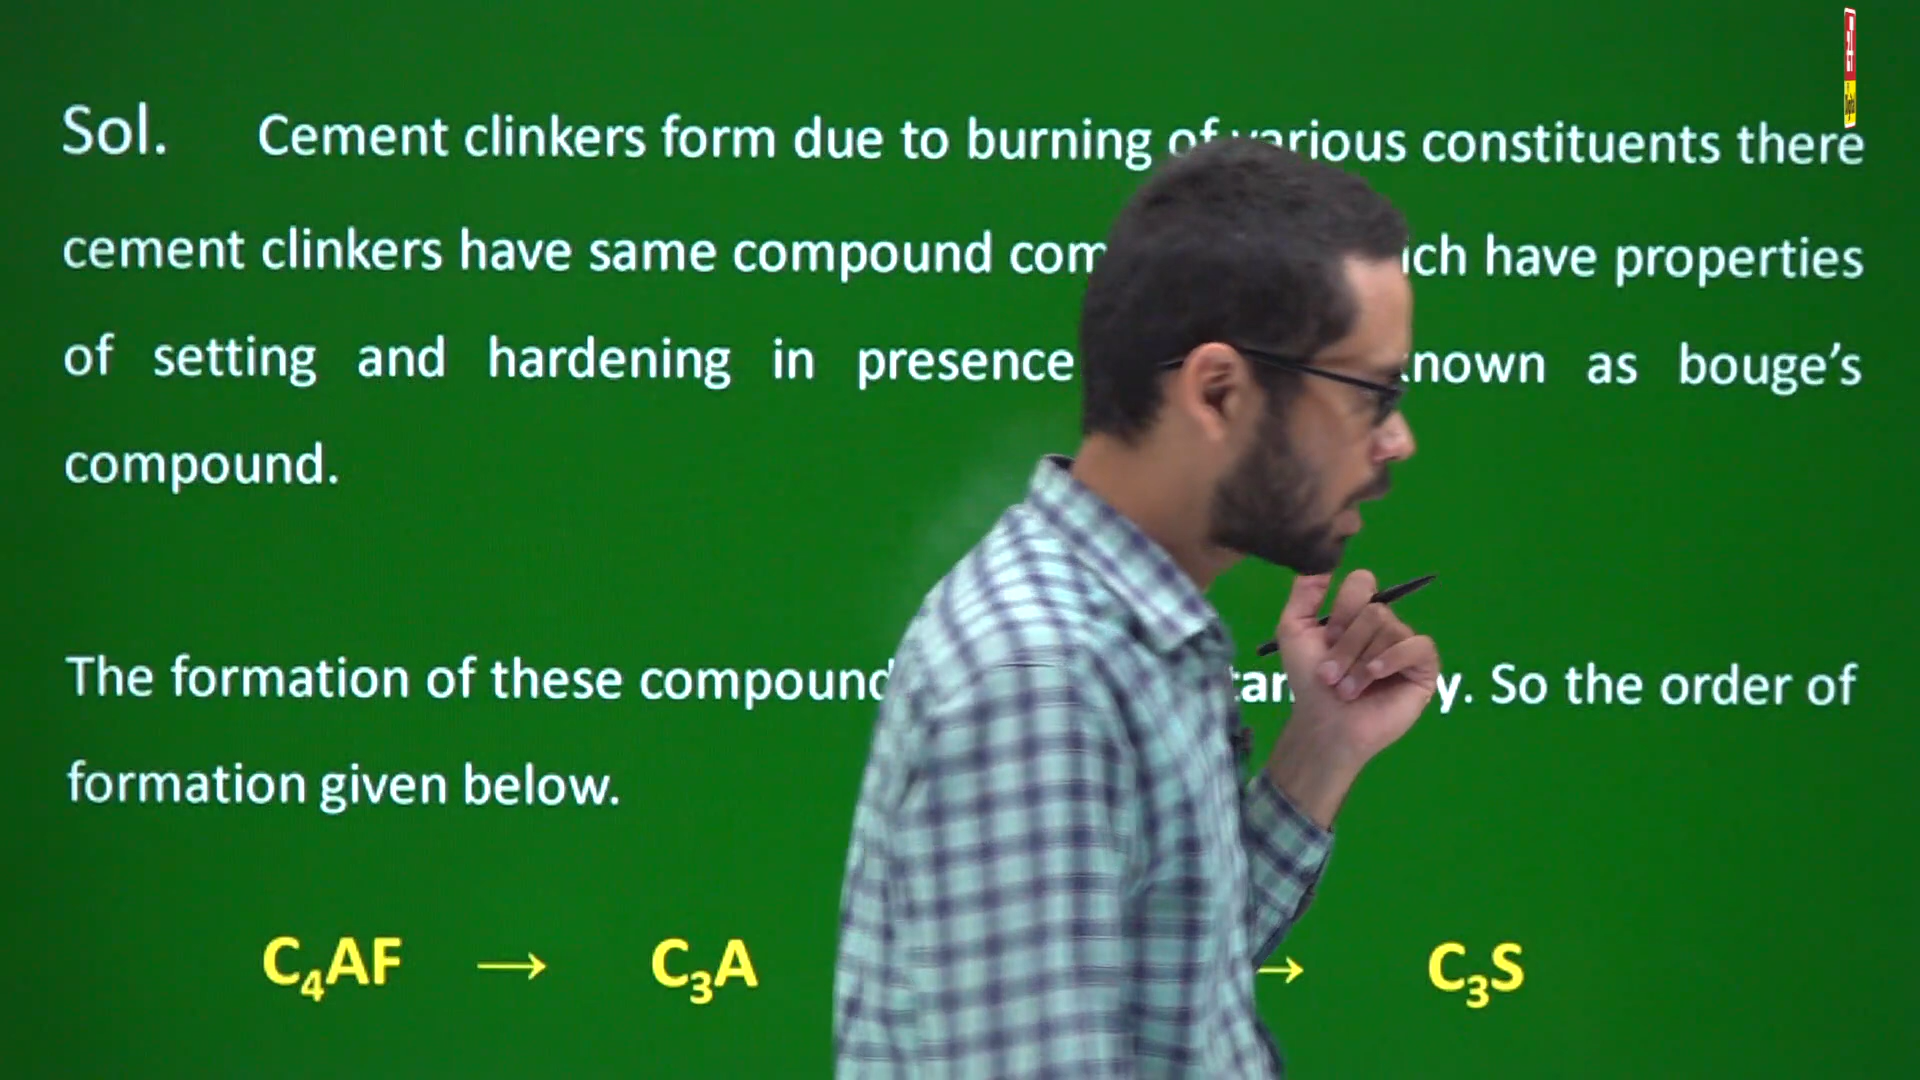 Sol. Cement clinkers form due to burning of various constituents there
cement clinkers have same compound com ich have properties
of setting and hardening in presence known as bouge's
compound.
The formation of these compound tan y. So the order of
formation given below.
C₄AF → C₃A → C₃S